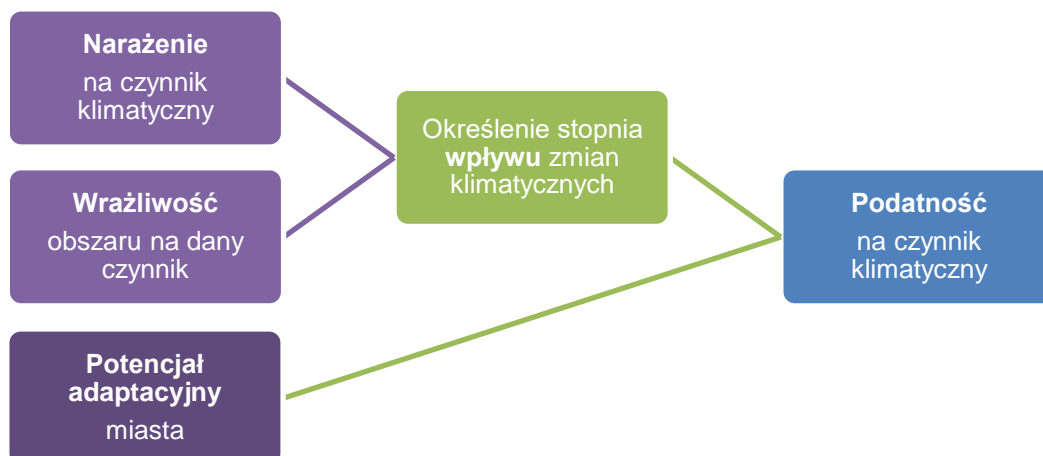 Narażenie
na czynnik
klimatyczny
Wrażliwość
obszaru na dany
czynnik
Potencjał
adaptacyjny
miasta
Określenie stopnia
wpływu zmian
klimatycznych
Podatność
na czynnik
klimatyczny